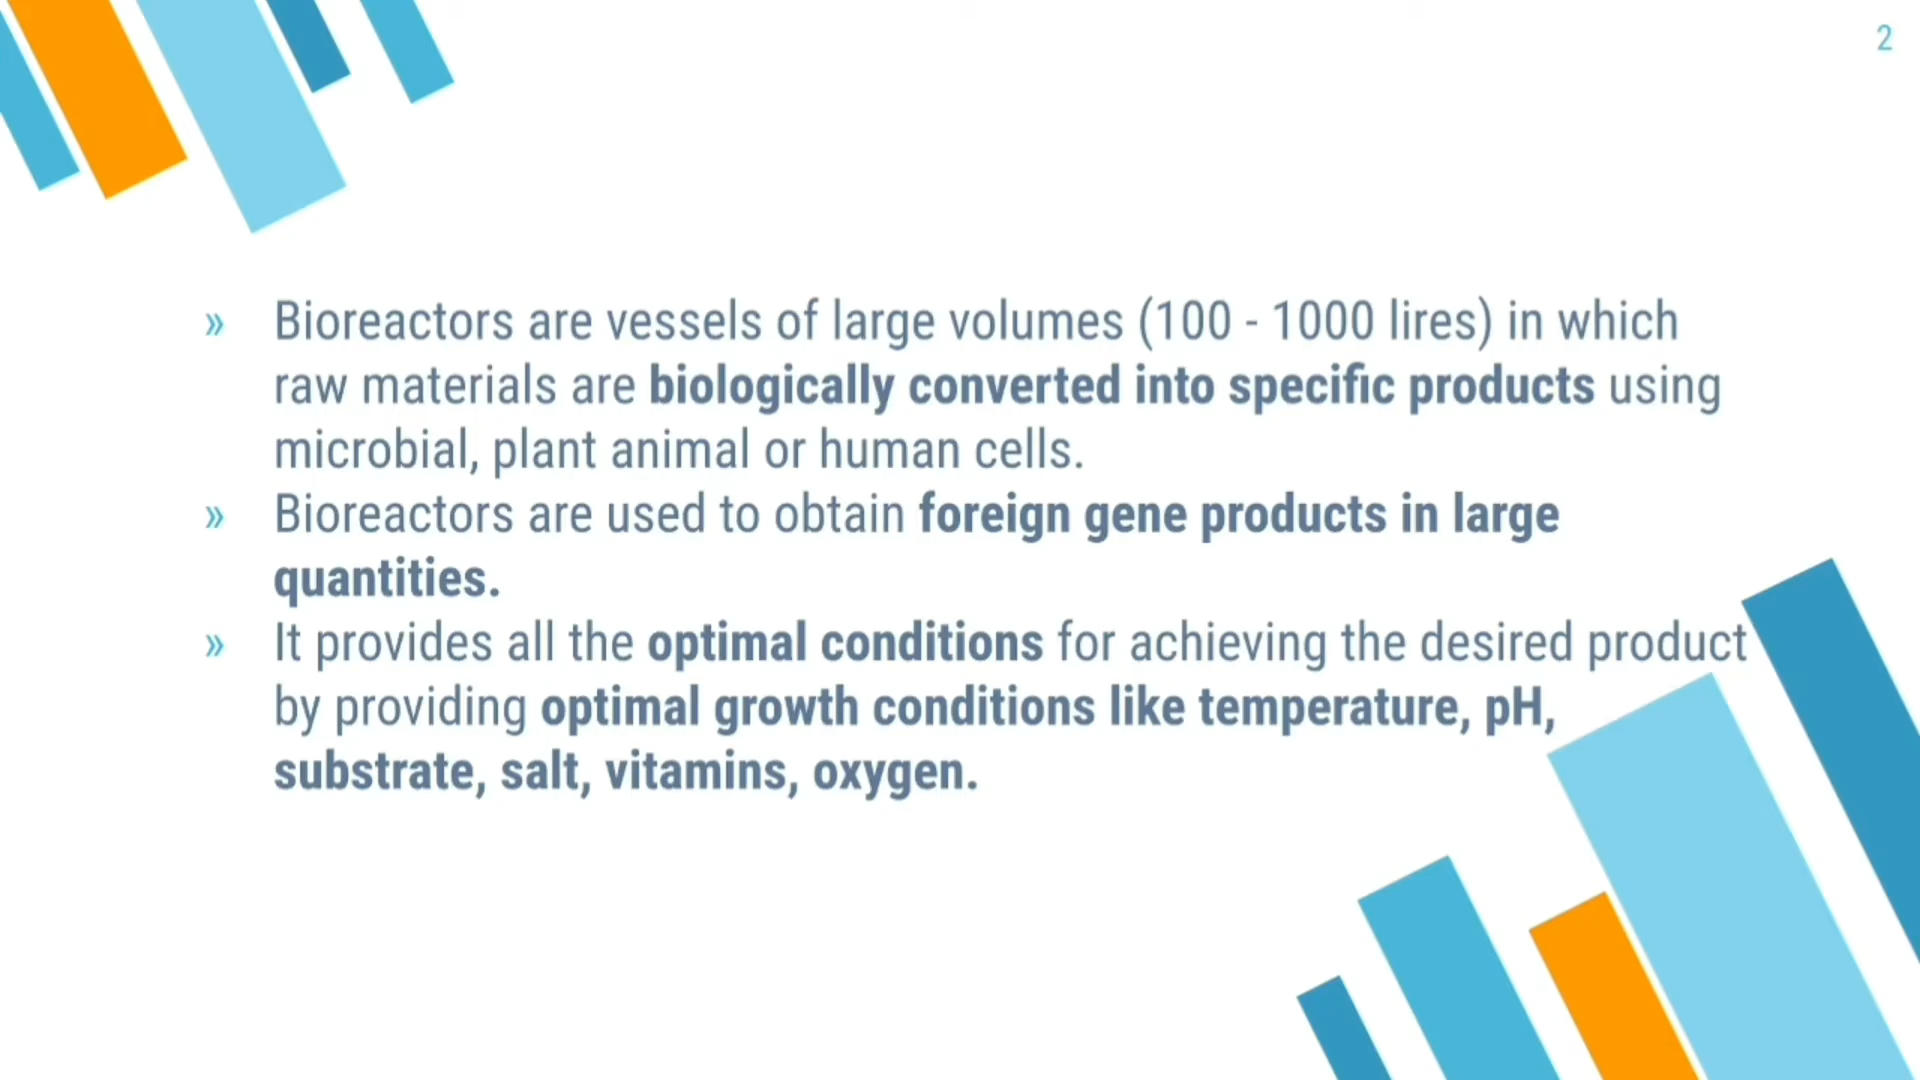 2
» Bioreactors are vessels of large volumes (100 - 1000 lires) in which
raw materials are biologically converted into specific products using
microbial, plant animal or human cells.
» Bioreactors are used to obtain foreign gene products in large
quantities.
» It provides all the optimal conditions for achieving the desired product
by providing optimal growth conditions like temperature, pH,
substrate, salt, vitamins, oxygen.